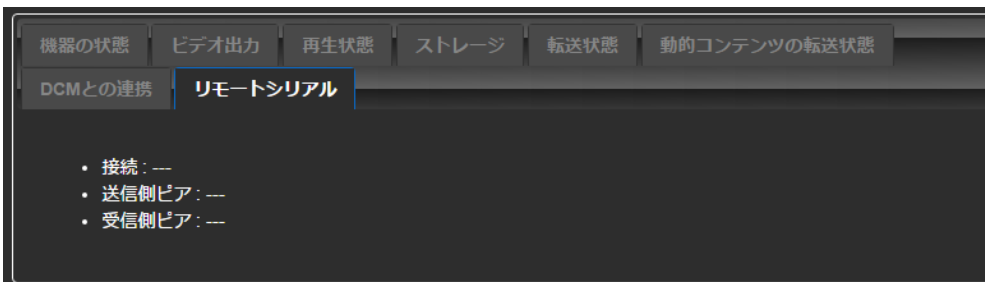 機器の状態 ビデオ出力 再生状態 ストレージ 転送状態 動的コンテンツの転送状態
DCMとの連携 リモートシリアル
• 接続 : ---
• 送信側ピア : ---
• 受信側ピア : ---